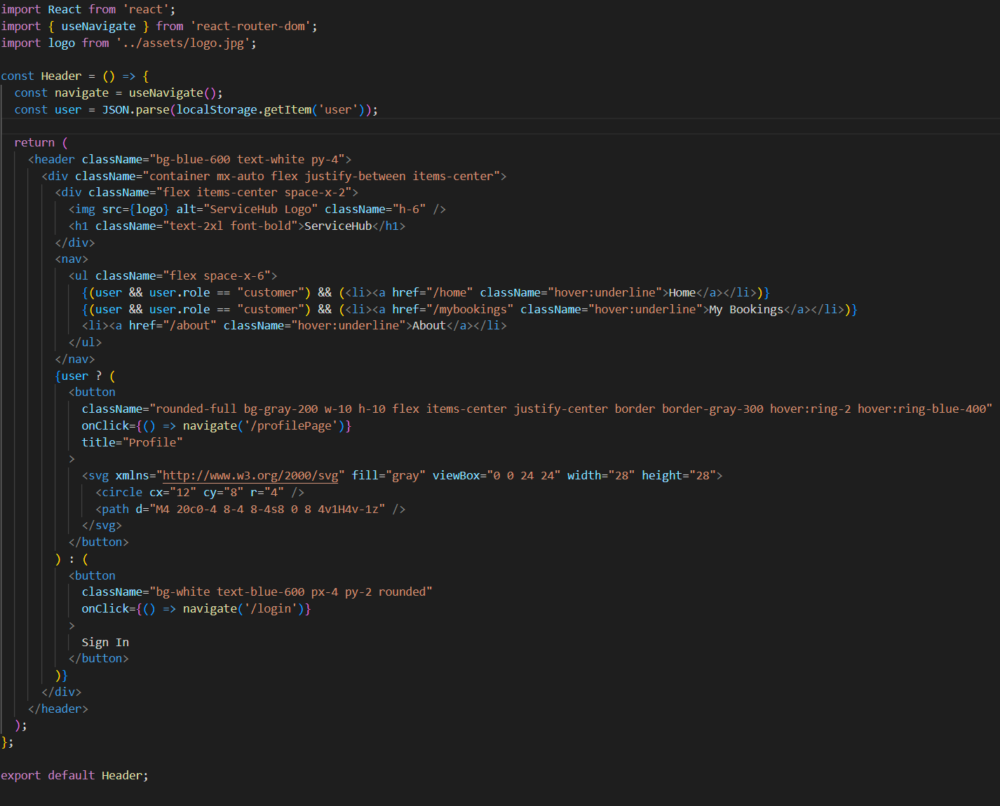 import React from 'react';
import { useNavigate } from 'react-router-dom';
import logo from '../assets/logo.jpg';

const Header = () => {
  const navigate = useNavigate();
  const user = JSON.parse(localStorage.getItem('user'));

  return (
    <header className="bg-blue-600 text-white py-4">
      <div className="container mx-auto flex justify-between items-center">
        <div className="flex items-center space-x-2">
          <img src={logo} alt="ServiceHub Logo" className="h-6" />
          <h1 className="text-2xl font-bold">ServiceHub</h1>
        </div>
        <nav>
          <ul className="flex space-x-6">
            {(user && user.role == "customer") && (<li><a href="/home" className="hover:underline">Home</a></li>)}
            {(user && user.role == "customer") && (<li><a href="/mybookings" className="hover:underline">My Bookings</a></li>)}
            <li><a href="/about" className="hover:underline">About</a></li>
          </ul>
        </nav>
        {user ? (
          <button
            className="rounded-full bg-gray-200 w-10 h-10 flex items-center justify-center border border-gray-300 hover:ring-2 hover:ring-blue-400"
            onClick={() => navigate('/profilePage')}
            title="Profile"
          >
            <svg xmlns="http://www.w3.org/2000/svg" fill="gray" viewBox="0 0 24 24" width="28" height="28">
              <circle cx="12" cy="8" r="4" />
              <path d="M4 20c0-4 8-4 8-4s8 0 8 4v1H4v-1z" />
            </svg>
          </button>
        ) : (
          <button
            className="bg-white text-blue-600 px-4 py-2 rounded"
            onClick={() => navigate('/login')}
          >
            Sign In
          </button>
        )}
      </div>
    </header>
  );
};

export default Header;